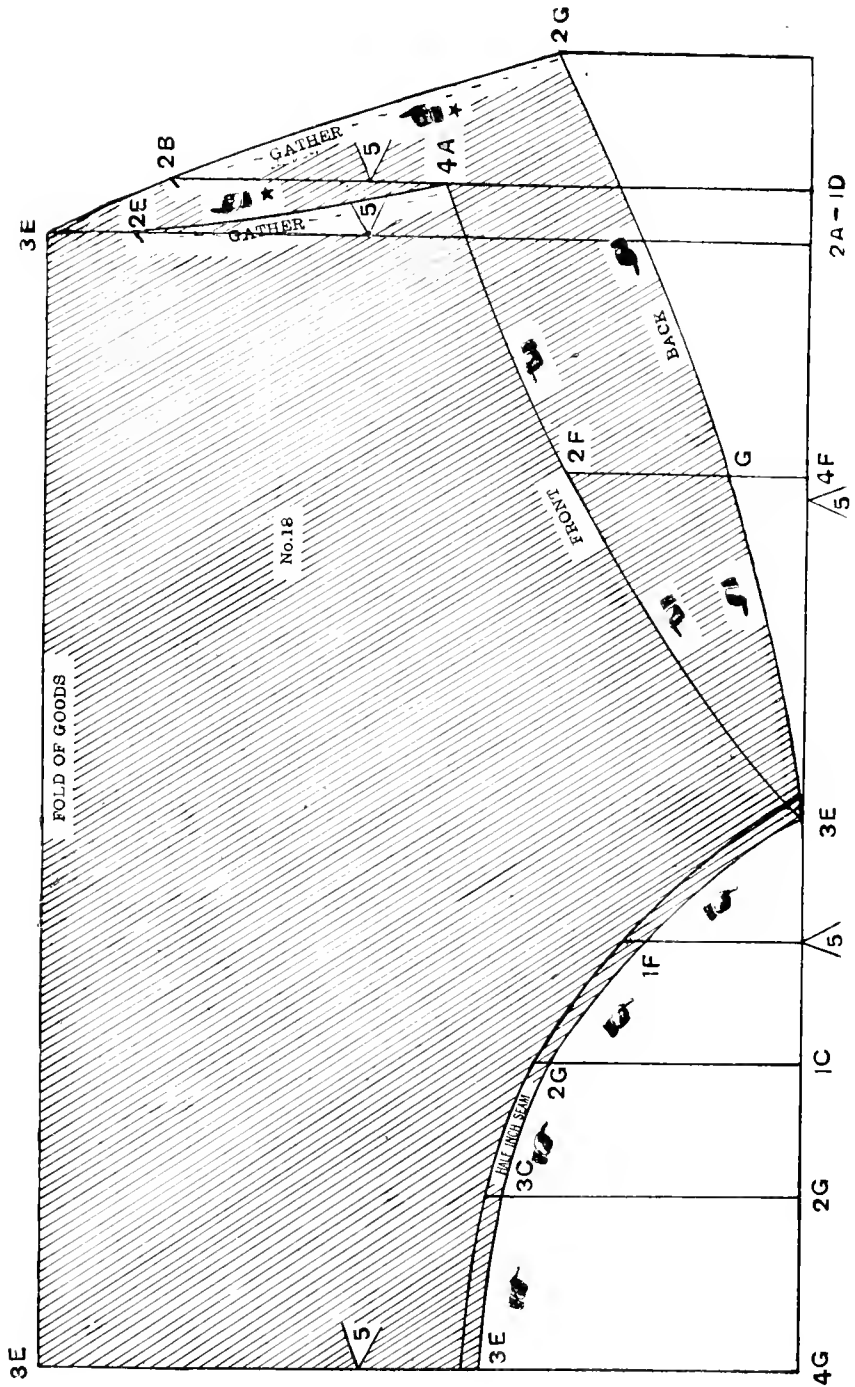 3E
2G
2B
GATHER
5
2E
4A
GATHER
5
3E
2A-1D
BACK
FOLD OF GOODS
No.18
2F
FRONT
G
4F
5
3E
1F
5
2G
1C
HALF INCH SEAM
3C
2G
3E
5
3E
4G